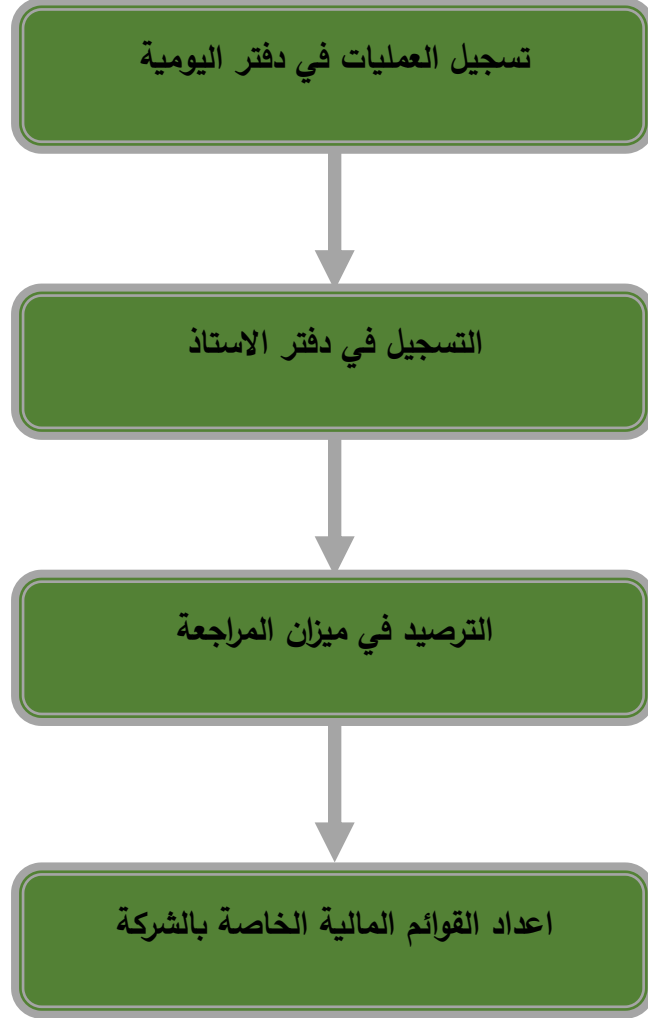 تسجيل العمليات في دفتر اليومية
التسجيل في دفتر الاستاذ
الترصيد في ميزان المراجعة
اعداد القوائم المالية الخاصة بالشركة